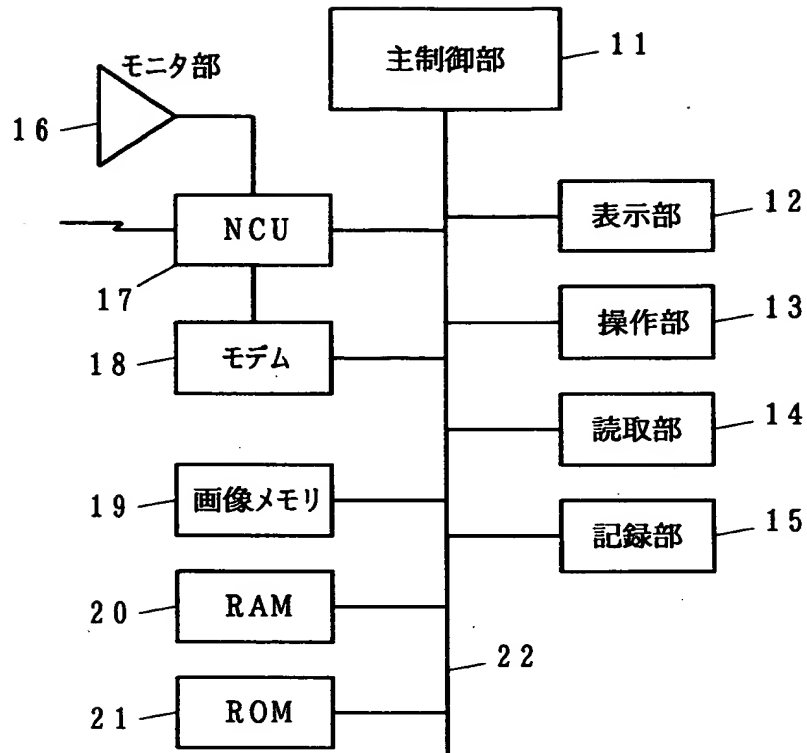 主制御部
11
モニタ部
16
NCU
17
表示部
12
操作部
13
モデム
18
読取部
14
画像メモリ
19
記録部
15
RAM
20
22
ROM
21